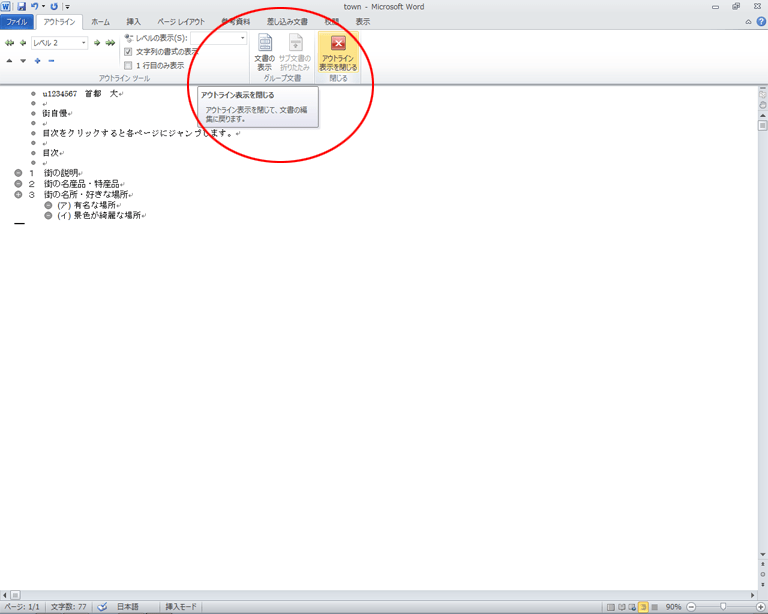 town - Microsoft Word
ファイル アウトライン ホーム 挿入 ページ レイアウト 参考資料 差し込み文書 校閲 表示
レベル 2
レベルの表示(S):
文字列の書式の表示
1 行目のみ表示
アウトライン ツール
文書の
表示
サブ文書の
折りたたみ
グループ文書
アウトライン
表示を閉じる
閉じる
アウトライン表示を閉じる
アウトライン表示を閉じて、文書の編
集に戻ります。
u1234567 首都 大
街自慢
目次をクリックすると各ページにジャンプします。
目次
1 街の説明
2 街の名産品・特産品
3 街の名所・好きな場所
(ア) 有名な場所
(イ) 景色が綺麗な場所
ページ: 1/1 文字数: 77 日本語 挿入モード 90%